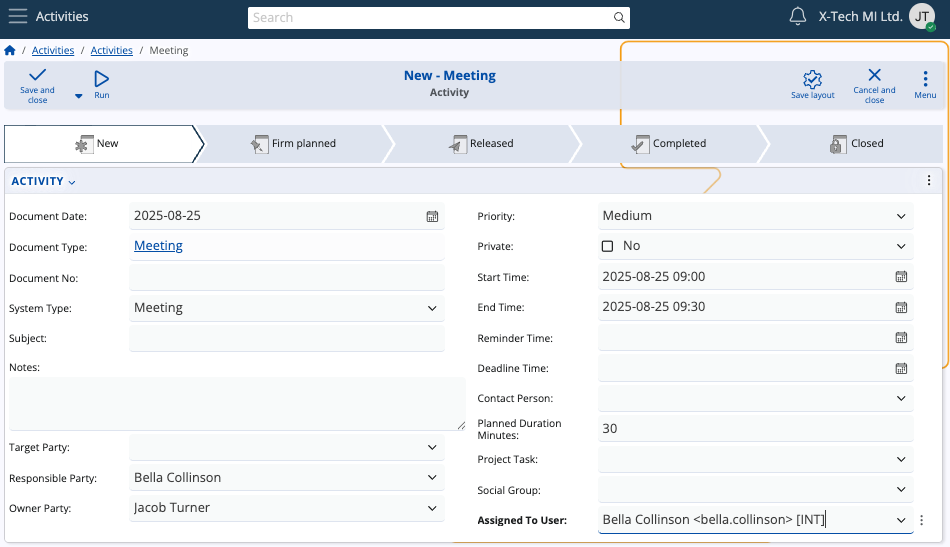 Activities
Search
X-Tech MI Ltd.
JT
/ Activities / Activities / Meeting
Save and close
Run
New - Meeting
Activity
Save layout
Cancel and close
Menu
New
Firm planned
Released
Completed
Closed
ACTIVITY
Document Date: 2025-08-25
Document Type: Meeting
Document No:
System Type: Meeting
Subject:
Notes:
Target Party:
Responsible Party: Bella Collinson
Owner Party: Jacob Turner
Priority: Medium
Private: No
Start Time: 2025-08-25 09:00
End Time: 2025-08-25 09:30
Reminder Time:
Deadline Time:
Contact Person:
Planned Duration Minutes: 30
Project Task:
Social Group:
Assigned To User: Bella Collinson <bella.collinson> [INT]